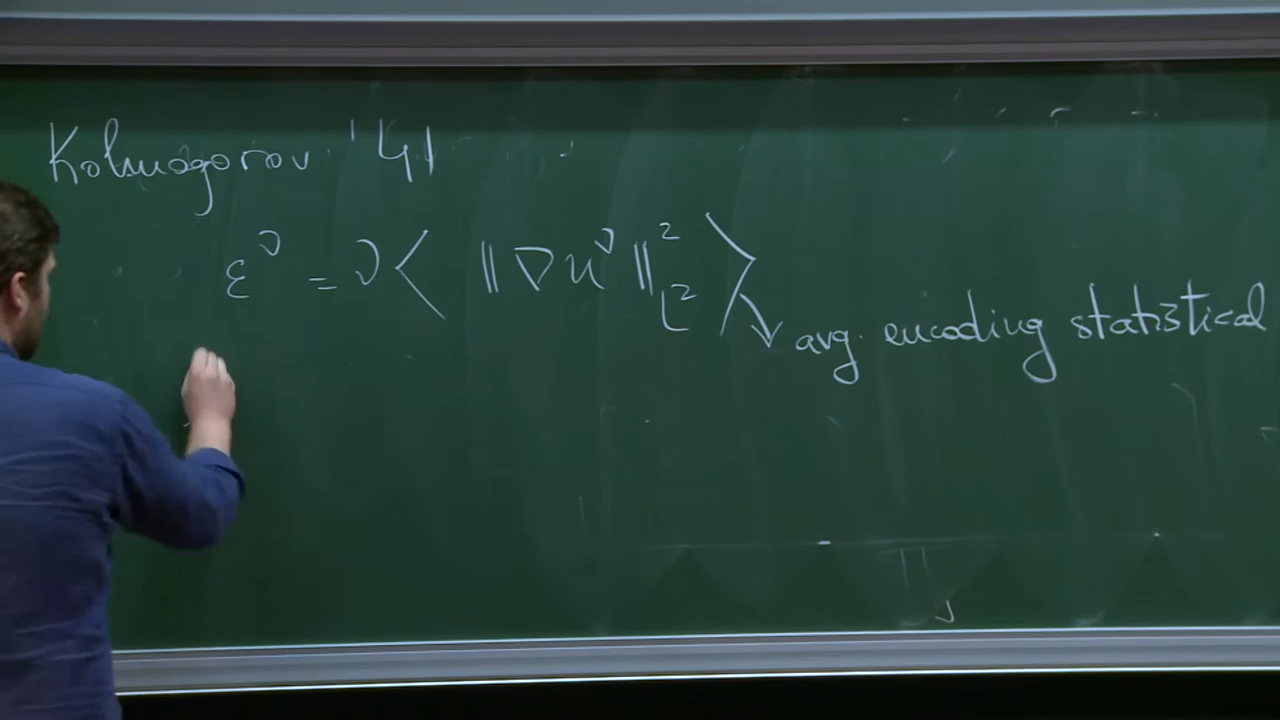 Kolmogorov '41
ε^ν = ν⟨ ‖∇u^ν‖²_{L²} ⟩
avg. encoding statistical